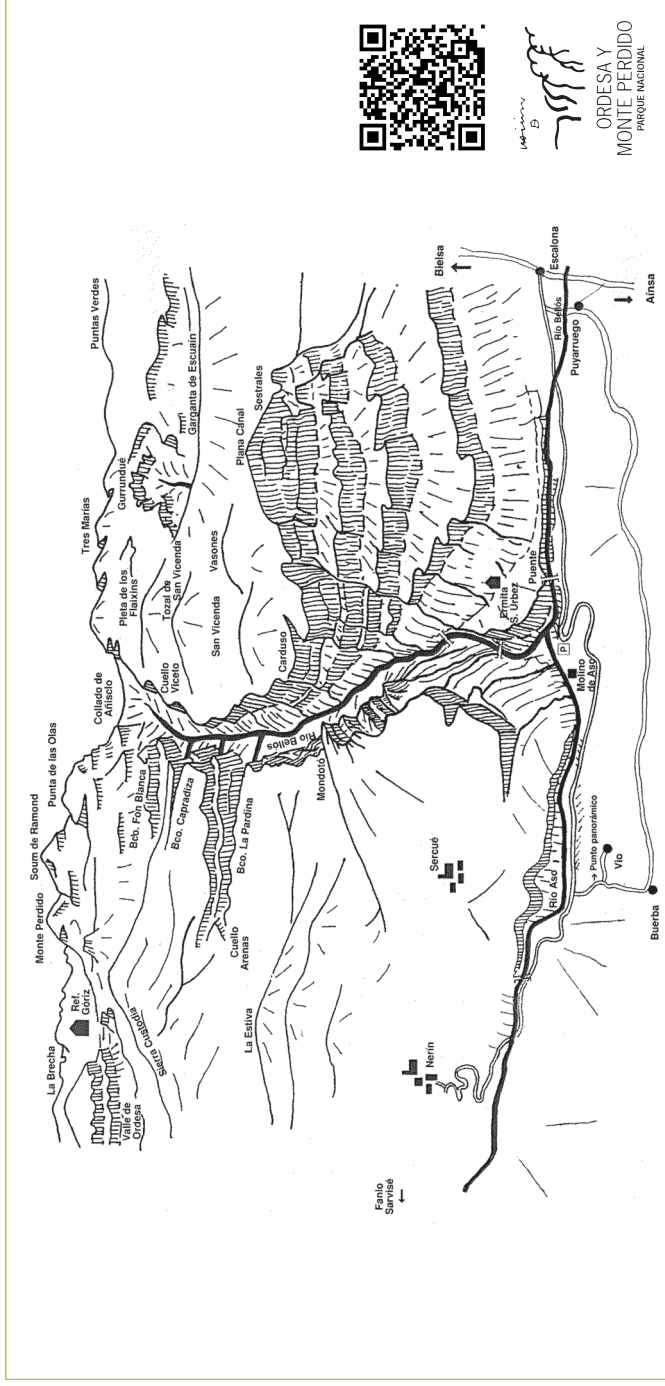 La Brecha
Ref.
Góriz
Valle de
Ordesa
Monte Perdido
Soum de Ramond
Punta de las Olas
Collado de
Añisclo
Tres Marías
Puntas Verdes
Sierra Custodia
Bco. Fon Blanca
Bco. Capradiza
Bco. La Pardina
Cuello
Arenas
Cuello
Viceto
Pieta de los
Flaixins
Tozal de
San Vicenda
San Vicenda
Vasones
Gurrundué
Garganta de Escuaín
La Estiva
Río Bellós
Mondotó
Carduso
Plana Canal
Sestrales
Fanlo
Sarvisé
←
Nerín
Sercué
Río Aso
→ Punto panorámico
Vio
Buerba
Molino
de Aso
P
Ermita
S. Úrbez
Puente
Bielsa
Escalona
Río Bellós
Puyarruego
Aínsa
ORDESA Y
MONTE PERDIDO
PARQUE NACIONAL